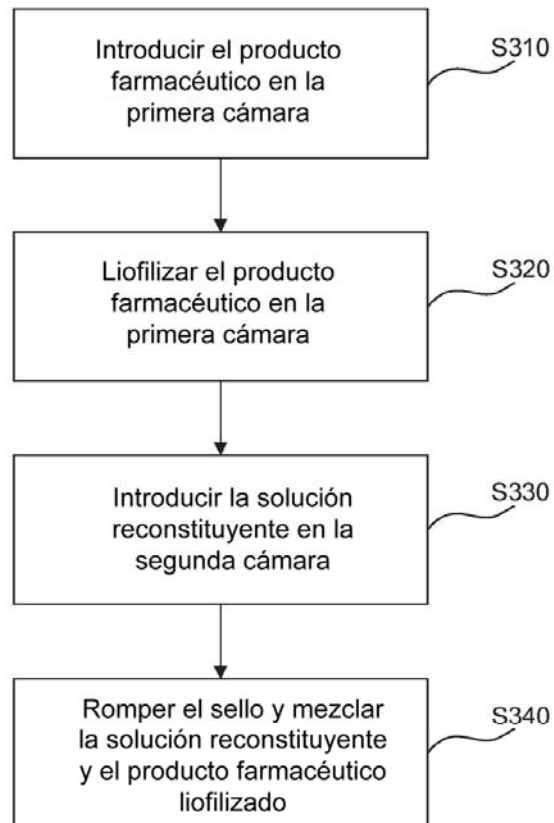 Introducir el producto
farmacéutico en la
primera cámara
S310
Liofilizar el producto
farmacéutico en la
primera cámara
S320
Introducir la solución
reconstituyente en la
segunda cámara
S330
Romper el sello y mezclar
la solución reconstituyente
y el producto farmacéutico
liofilizado
S340